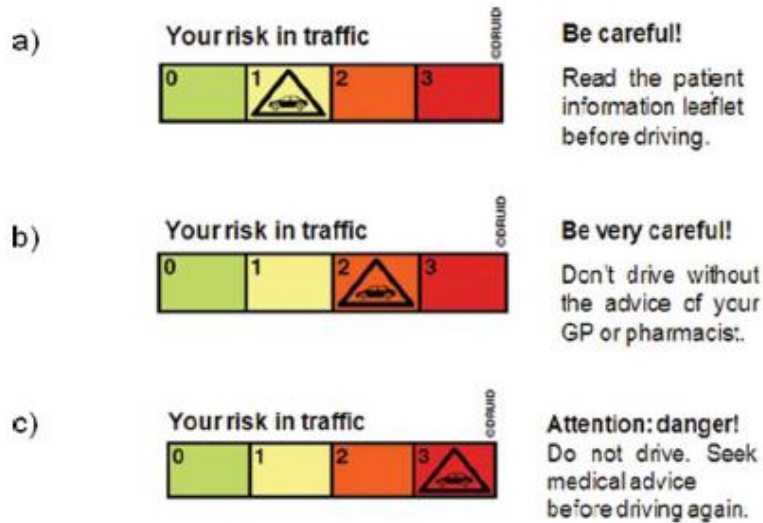 a)
Your risk in traffic
©DRUID
0 1 2 3
Be careful!
Read the patient
information leaflet
before driving.
b)
Your risk in traffic
©DRUID
0 1 2 3
Be very careful!
Don't drive without
the advice of your
GP or pharmacist.
c)
Your risk in traffic
©DRUID
0 1 2 3
Attention: danger!
Do not drive. Seek
medical advice
before driving again.